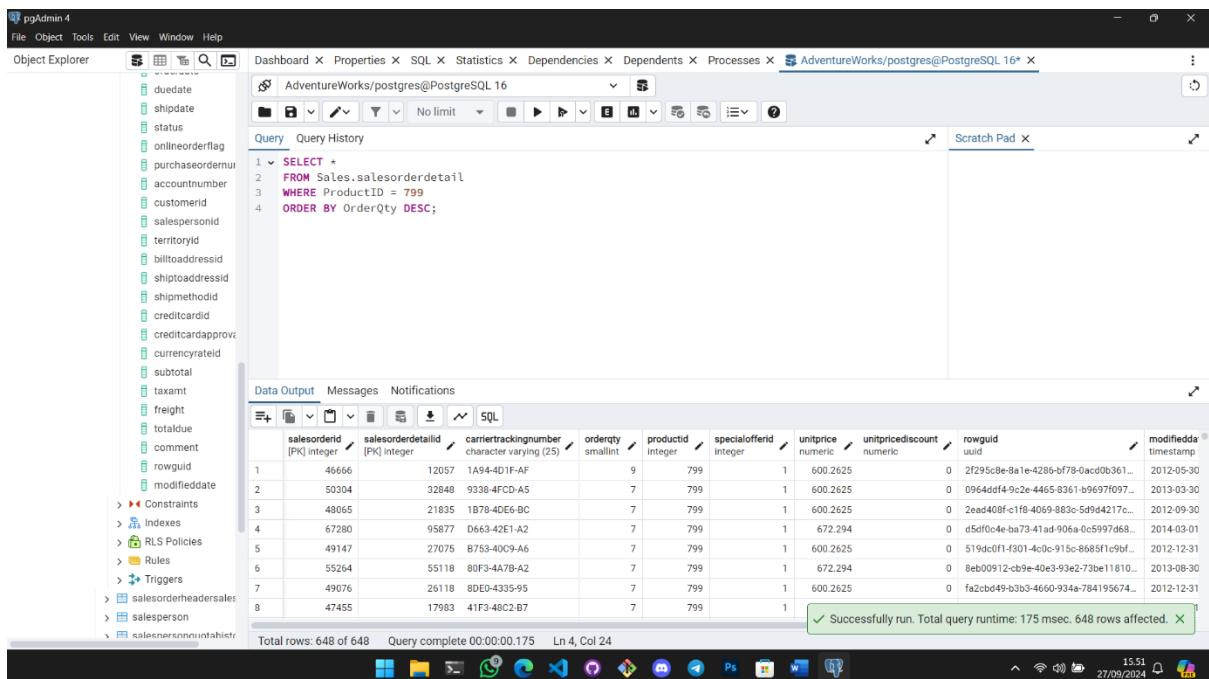 pgAdmin 4
File Object Tools Edit View Window Help
Object Explorer
Dashboard Properties SQL Statistics Dependencies Dependents Processes AdventureWorks/postgres@PostgreSQL 16*
AdventureWorks/postgres@PostgreSQL 16
No limit
Query Query History
Scratch Pad
1 SELECT *
2 FROM Sales.salesorderdetail
3 WHERE ProductID = 799
4 ORDER BY OrderQty DESC;
duedate
shipdate
status
onlineorderflag
purchaseordernu
accountnumber
customerid
salespersonid
territoryid
billtoaddressid
shiptoaddressid
shipmethodid
creditcardid
creditcardapprova
currencyrateid
subtotal
taxamt
freight
totaldue
comment
rowguid
modifieddate
Constraints
Indexes
RLS Policies
Rules
Triggers
salesorderheadersales
salesperson
salespersonquotahisto
Data Output Messages Notifications
SQL
salesorderid salesorderdetailid carriertrackingnumber orderqty productid specialofferid unitprice unitpricediscount rowguid modifiedda
[PK] integer [PK] integer character varying (25) smallint integer integer numeric numeric uuid timestamp
1 46666 12057 1A94-4D1F-AF 9 799 1 600.2625 0 2f295c8e-8a1e-4286-bf78-0acd0b361... 2012-05-30
2 50304 32848 9338-4FCD-A5 7 799 1 600.2625 0 0964ddf4-9c2e-4465-8361-b9697f097... 2013-03-30
3 48065 21835 1B78-4DE6-BC 7 799 1 600.2625 0 2ead408f-c1f8-4069-883c-5d9d4217c... 2012-09-30
4 67280 95877 D663-42E1-A2 7 799 1 672.294 0 d5df0c4e-ba73-41ad-906a-0c5997d68... 2014-03-01
5 49147 27075 B753-40C9-A6 7 799 1 600.2625 0 519dc0f1-f301-4c0c-915c-8685f1c9bf... 2012-12-31
6 55264 55118 80F3-4A7B-A2 7 799 1 672.294 0 8eb00912-cb9e-40e3-93e2-73be11810... 2013-08-30
7 49076 26118 8DE0-4335-95 7 799 1 600.2625 0 fa2cbd49-b3b3-4660-934a-784195674... 2012-12-31
8 47455 17983 41F3-48C2-B7 7 799 1
Successfully run. Total query runtime: 175 msec. 648 rows affected.
Total rows: 648 of 648 Query complete 00:00:00.175 Ln 4, Col 24
15.51
27/09/2024